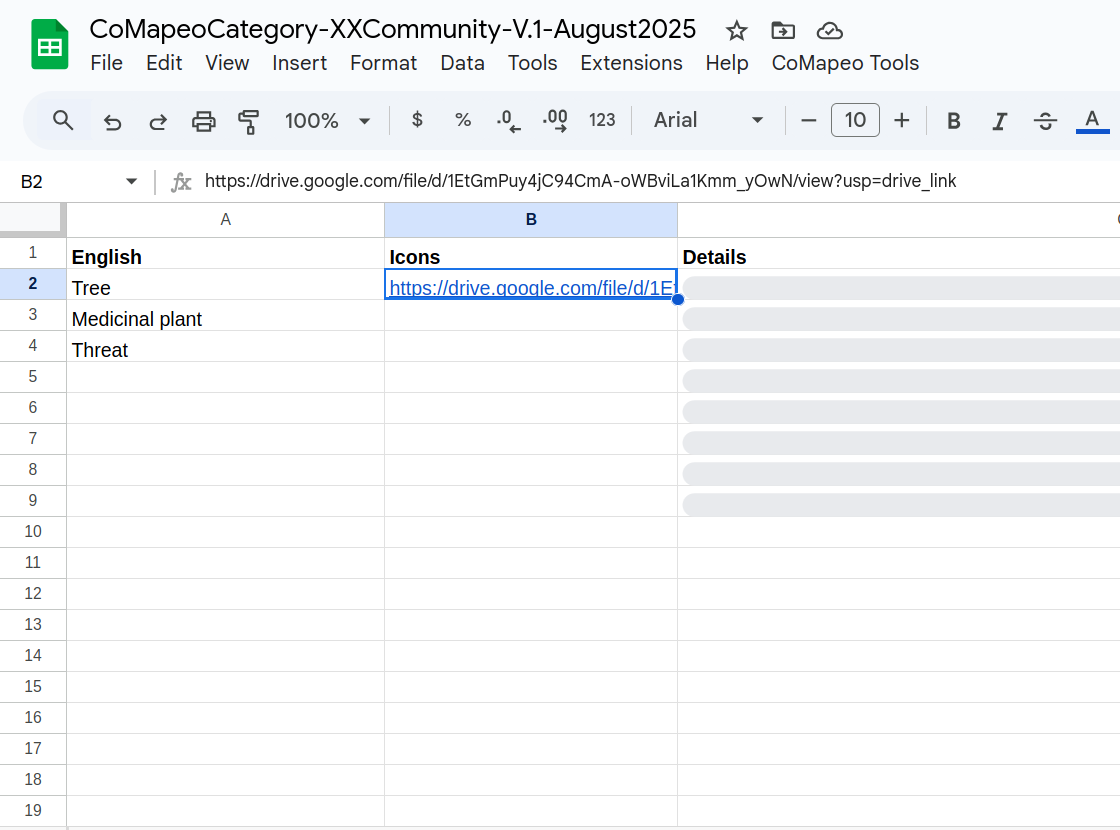 CoMapeoCategory-XXCommunity-V.1-August2025
File Edit View Insert Format Data Tools Extensions Help CoMapeo Tools
100% $ % .0 .00 123 Arial 10 B I S A
B2 fx https://drive.google.com/file/d/1EtGmPuy4jC94CmA-oWBviLa1Kmm_yOwN/view?usp=drive_link
A B
1 English Icons Details
2 Tree https://drive.google.com/file/d/1E
3 Medicinal plant
4 Threat
5
6
7
8
9
10
11
12
13
14
15
16
17
18
19